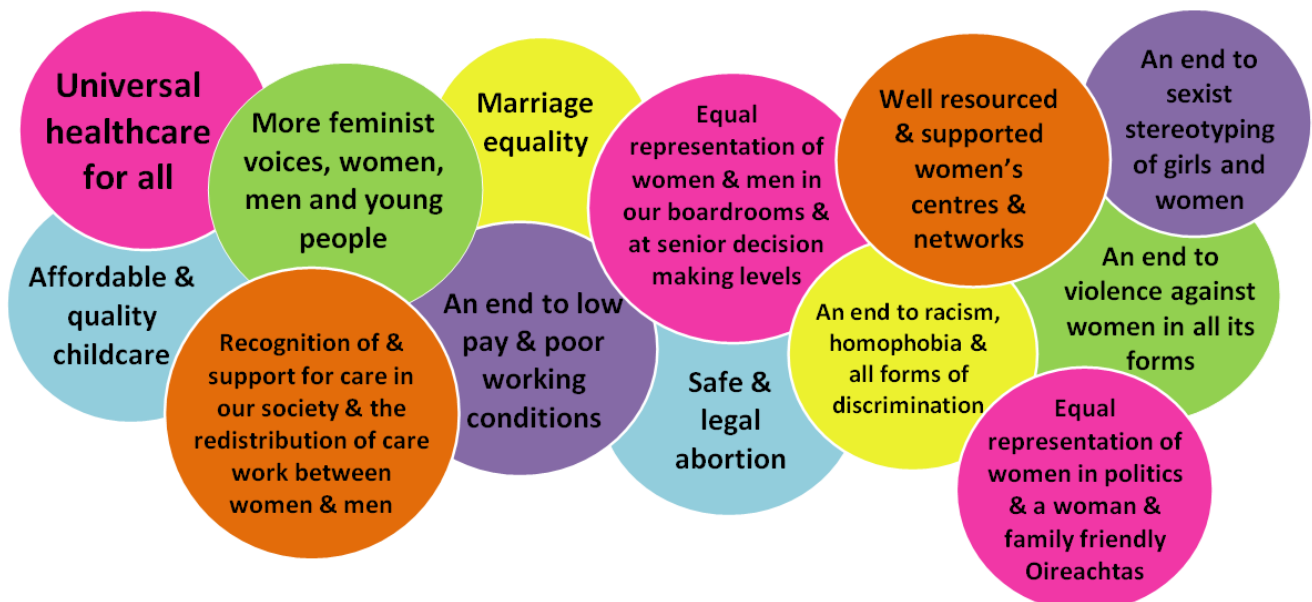 Universal
healthcare
for all
More feminist
voices, women,
men and young
people
Marriage
equality
Equal
representation of
women & men in
our boardrooms &
at senior decision
making levels
Well resourced
& supported
women’s
centres &
networks
An end to
sexist
stereotyping
of girls and
women
Affordable &
quality
childcare
Recognition of &
support for care in
our society & the
redistribution of care
work between
women & men
An end to low
pay & poor
working
conditions
Safe &
legal
abortion
An end to racism,
homophobia &
all forms of
discrimination
An end to
violence against
women in all its
forms
Equal
representation of
women in politics
& a woman &
family friendly
Oireachtas